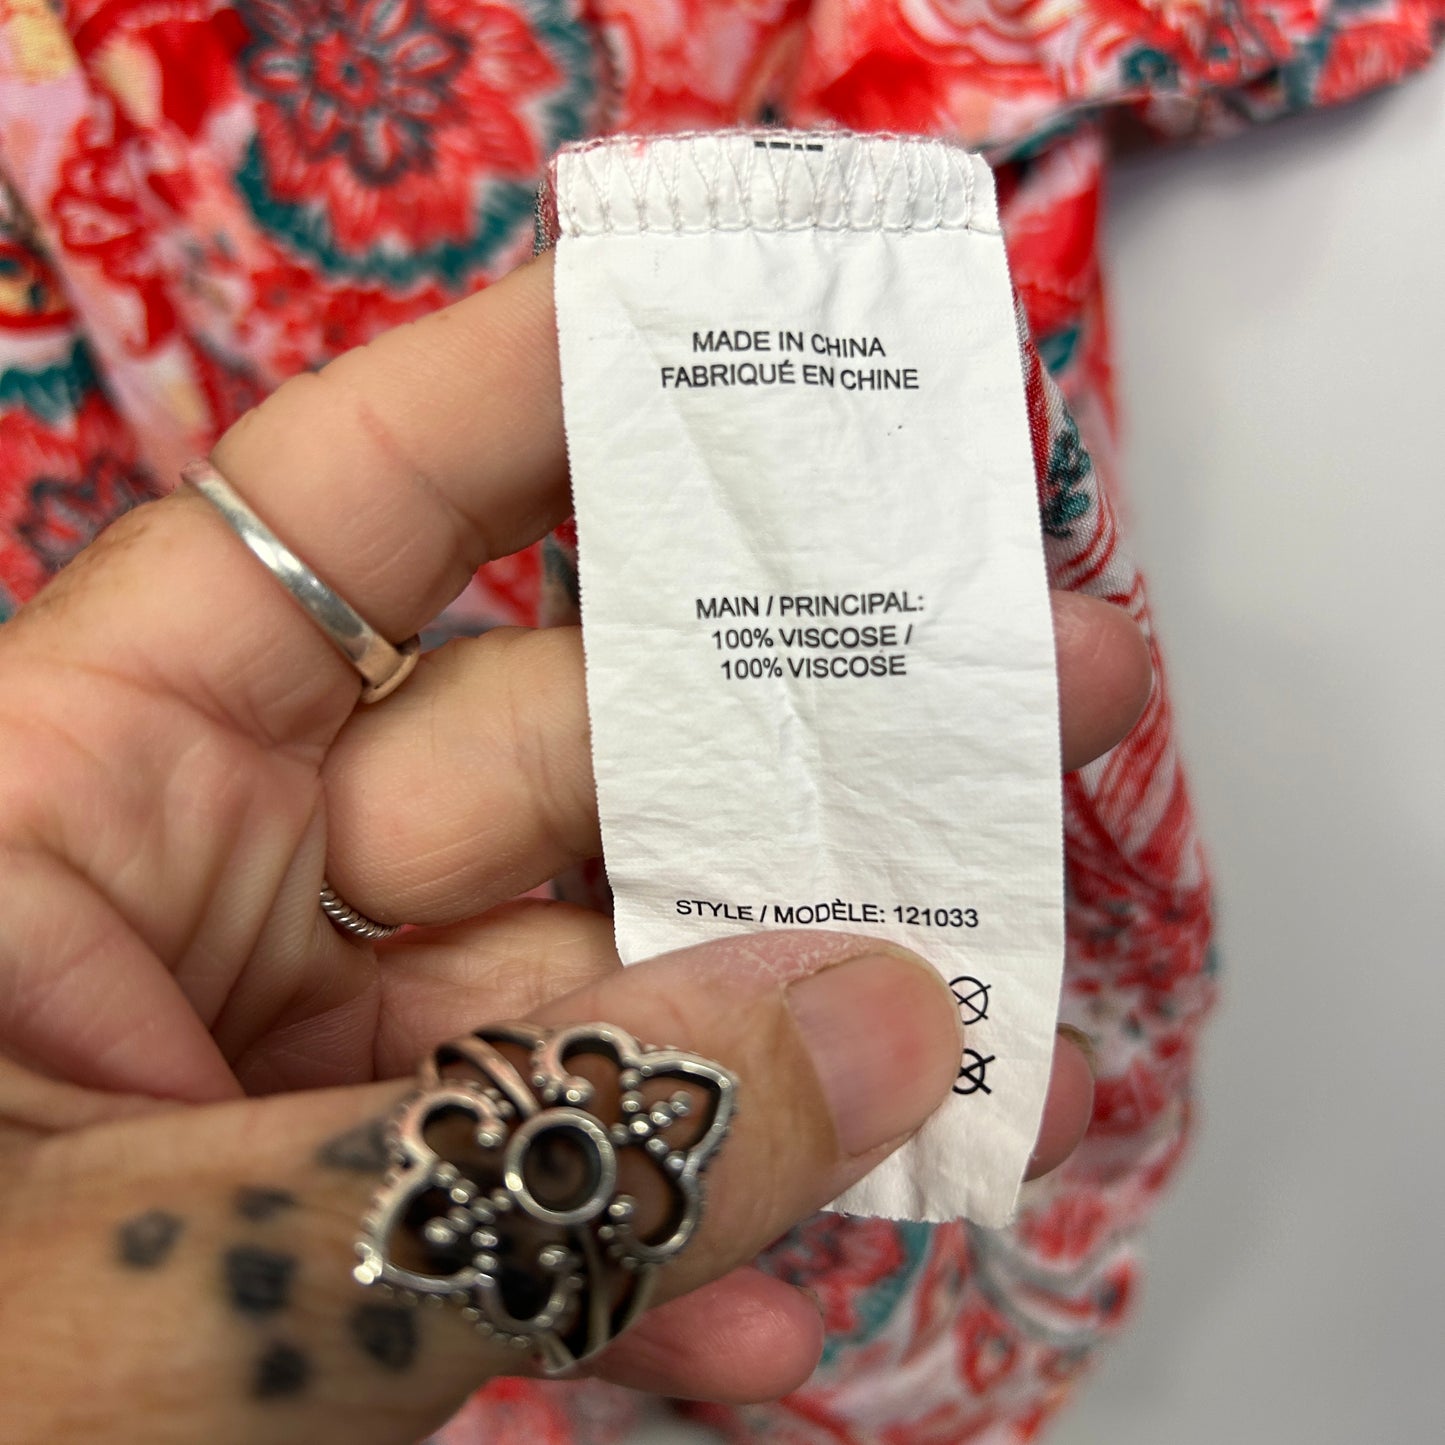 MADE IN CHINA
FABRIQUÉ EN CHINE
MAIN / PRINCIPAL:
100% VISCOSE /
100% VISCOSE
STYLE / MODÈLE: 121033